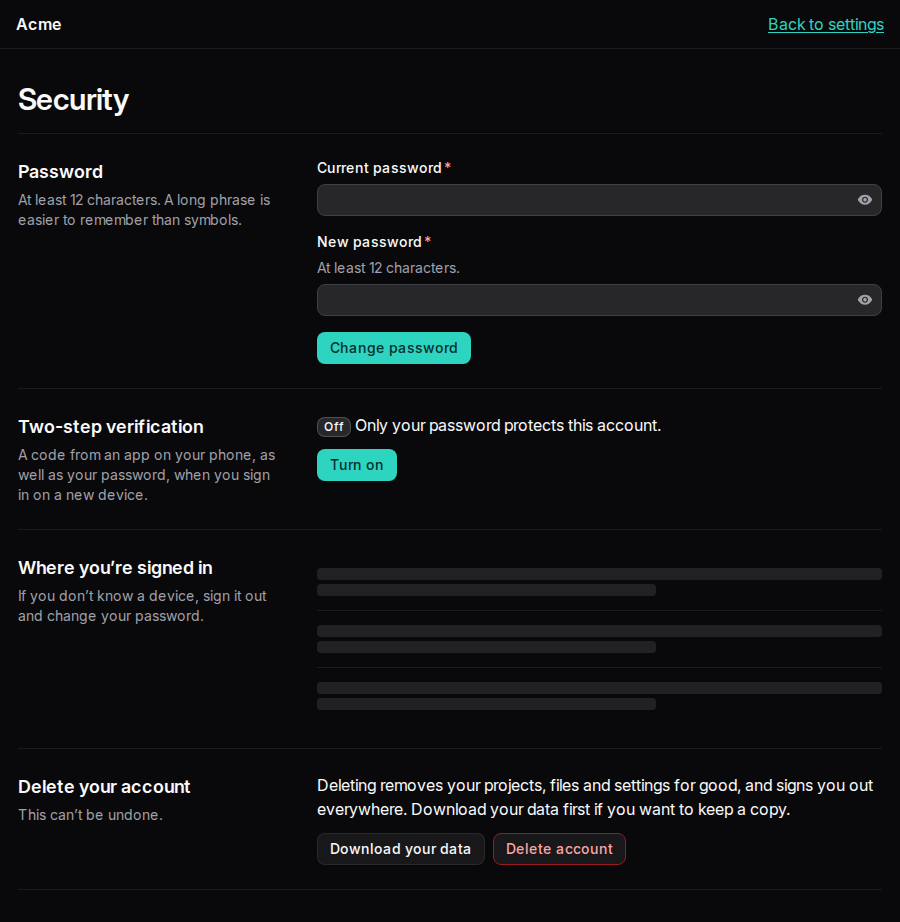 Acme
Back to settings
Security
Password
At least 12 characters. A long phrase is
easier to remember than symbols.
Current password *
New password *
At least 12 characters.
Change password
Two-step verification
A code from an app on your phone, as
well as your password, when you sign
in on a new device.
Off Only your password protects this account.
Turn on
Where you’re signed in
If you don’t know a device, sign it out
and change your password.
Delete your account
This can’t be undone.
Deleting removes your projects, files and settings for good, and signs you out
everywhere. Download your data first if you want to keep a copy.
Download your data
Delete account